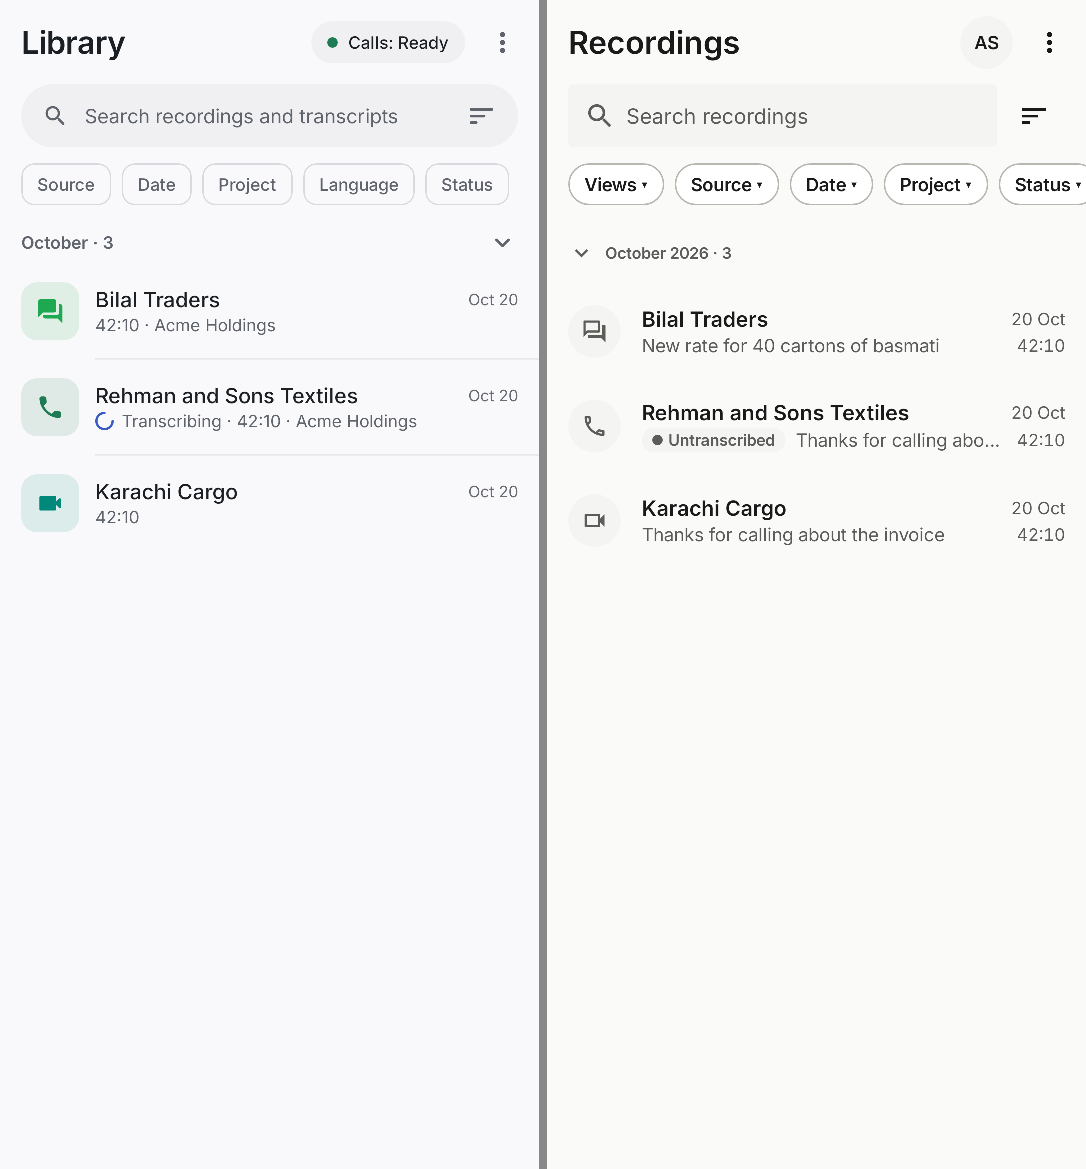 Library
Calls: Ready
Search recordings and transcripts
Source
Date
Project
Language
Status
October · 3
Bilal Traders
Oct 20
42:10 · Acme Holdings
Rehman and Sons Textiles
Oct 20
Transcribing · 42:10 · Acme Holdings
Karachi Cargo
Oct 20
42:10
Recordings
AS
Search recordings
Views
Source
Date
Project
Status
October 2026 · 3
Bilal Traders
20 Oct
New rate for 40 cartons of basmati
42:10
Rehman and Sons Textiles
20 Oct
Untranscribed
Thanks for calling abo...
42:10
Karachi Cargo
20 Oct
Thanks for calling about the invoice
42:10